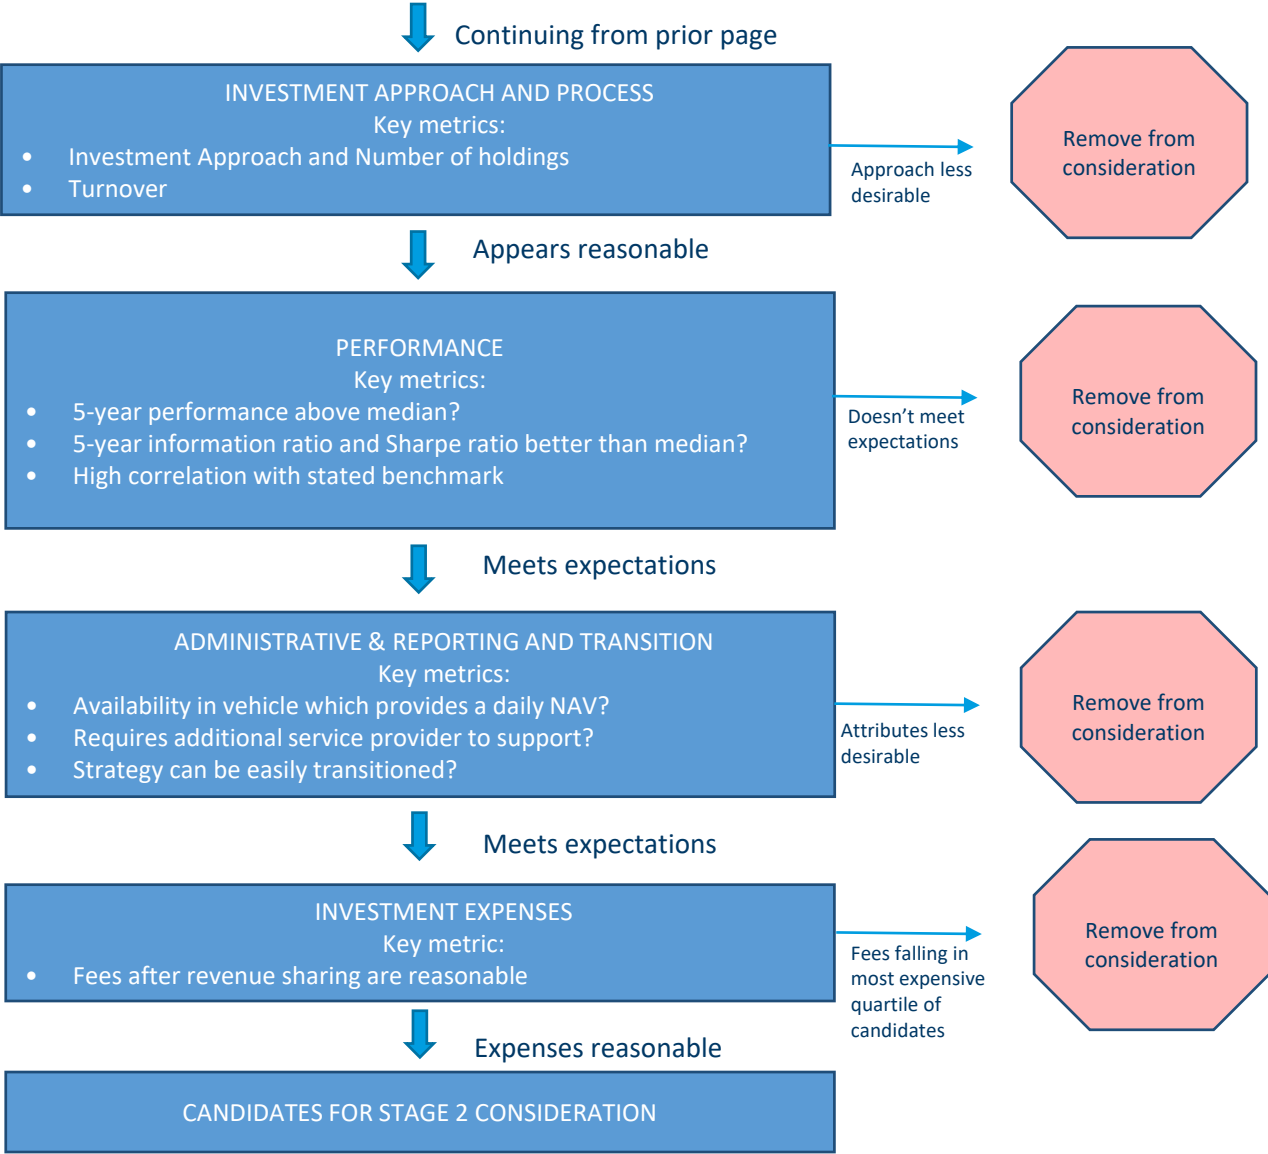 Continuing from prior page
INVESTMENT APPROACH AND PROCESS
Key metrics:
• Investment Approach and Number of holdings
• Turnover
Approach less
desirable
Remove from
consideration
Appears reasonable
PERFORMANCE
Key metrics:
• 5-year performance above median?
• 5-year information ratio and Sharpe ratio better than median?
• High correlation with stated benchmark
Doesn’t meet
expectations
Remove from
consideration
Meets expectations
ADMINISTRATIVE & REPORTING AND TRANSITION
Key metrics:
• Availability in vehicle which provides a daily NAV?
• Requires additional service provider to support?
• Strategy can be easily transitioned?
Attributes less
desirable
Remove from
consideration
Meets expectations
INVESTMENT EXPENSES
Key metric:
• Fees after revenue sharing are reasonable
Fees falling in
most expensive
quartile of
candidates
Remove from
consideration
Expenses reasonable
CANDIDATES FOR STAGE 2 CONSIDERATION